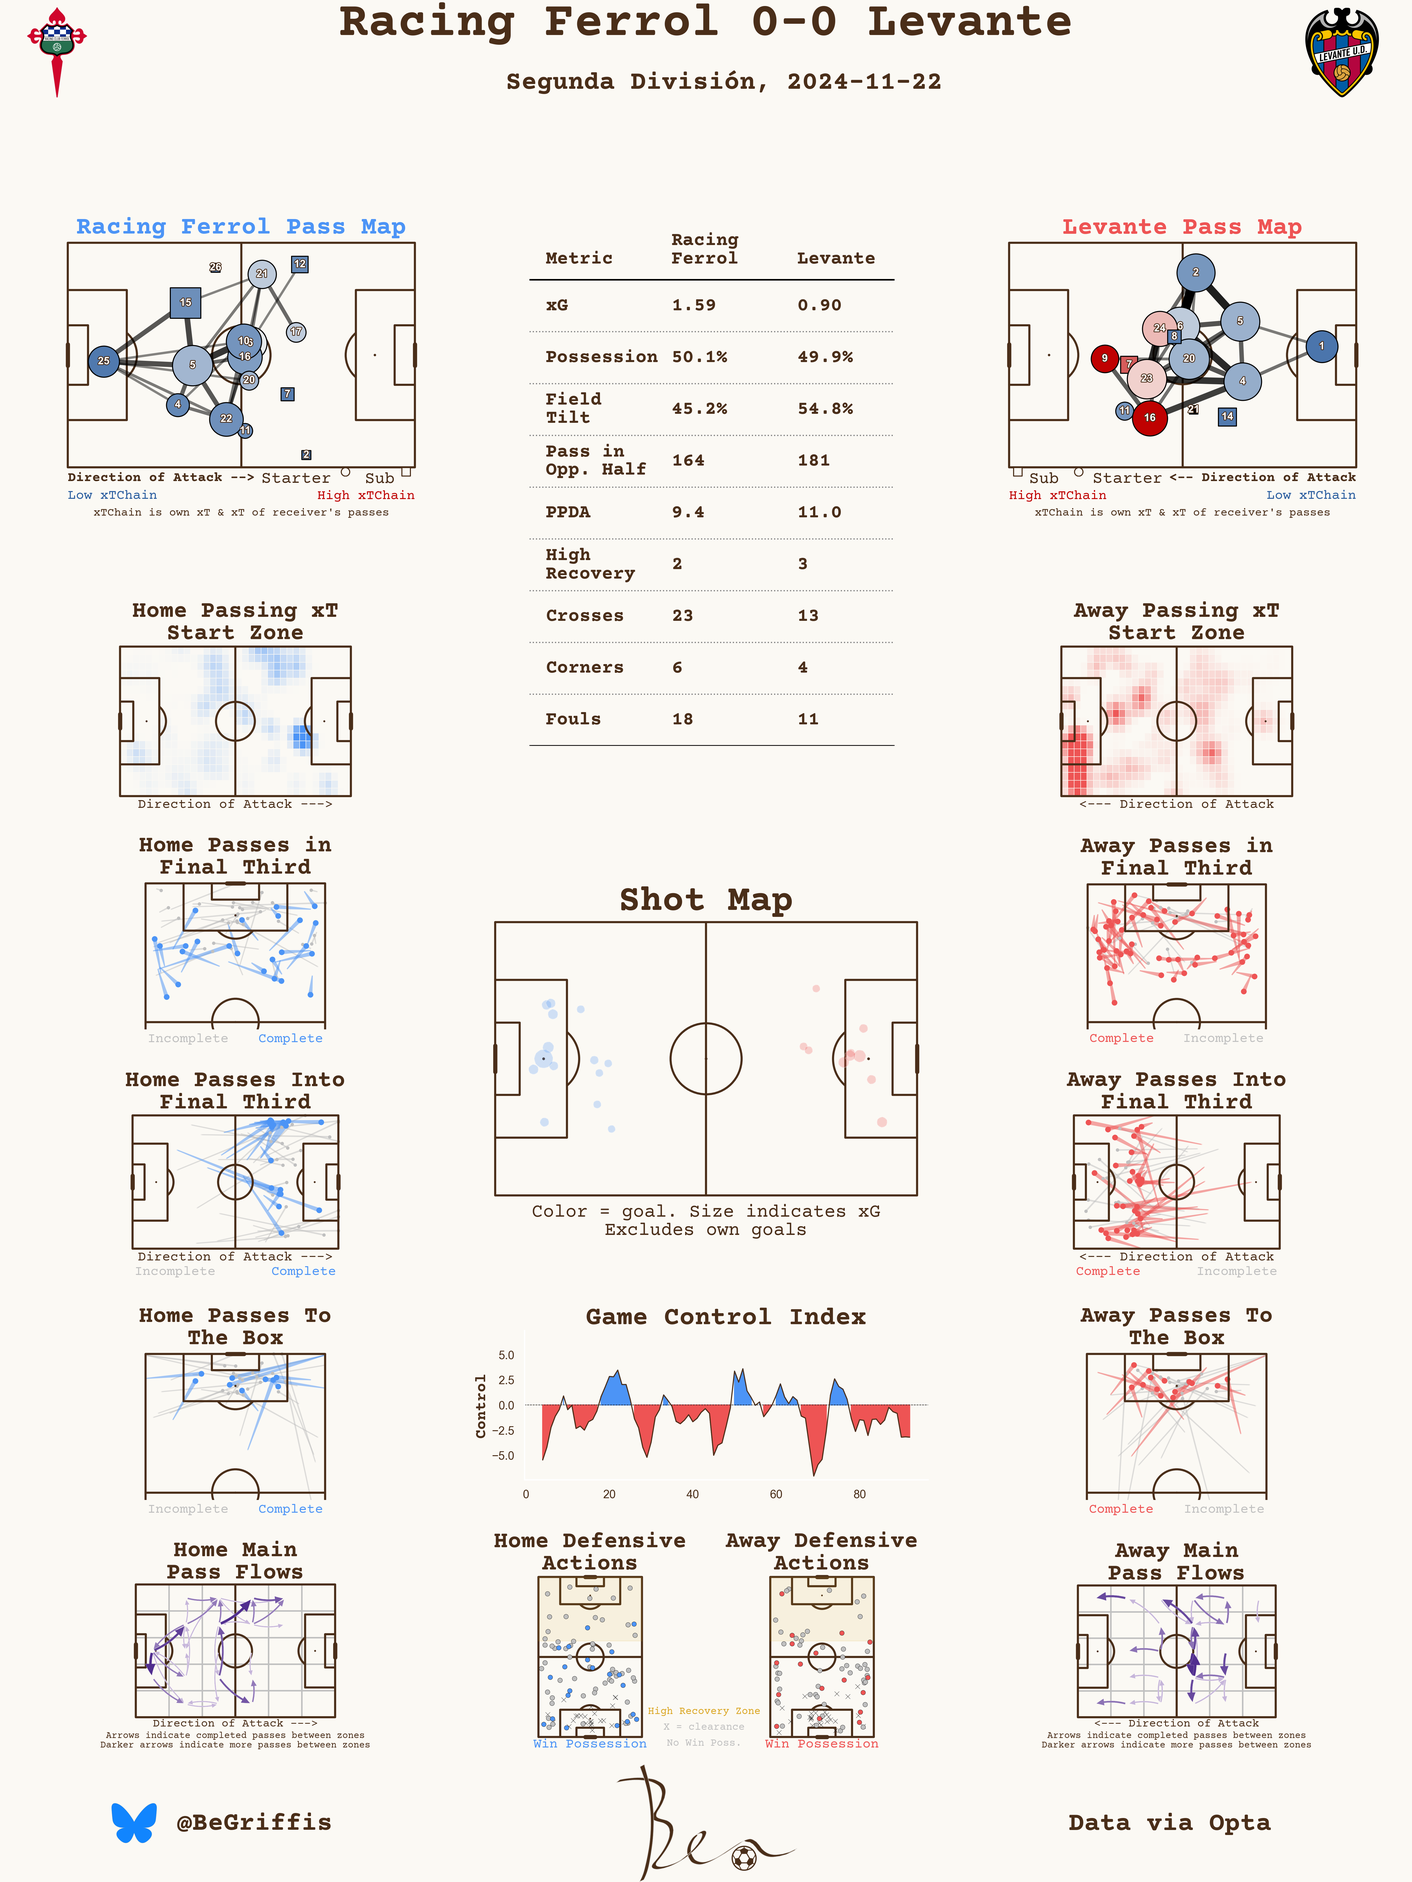 Racing Ferrol 0-0 Levante
Segunda División, 2024-11-22
LEVANTE U.D.
Racing Ferrol Pass Map
26
12
21
15
17
10
16
25
5
20
7
4
22
11
2
Direction of Attack --> Starter Sub
Low xTChain High xTChain
xTChain is own xT & xT of receiver's passes
Metric Racing Ferrol Levante
xG 1.59 0.90
Possession 50.1% 49.9%
Field Tilt 45.2% 54.8%
Pass in Opp. Half 164 181
PPDA 9.4 11.0
High Recovery 2 3
Crosses 23 13
Corners 6 4
Fouls 18 11
Levante Pass Map
2
24
6
5
8
1
9
7
20
23
4
11
16
21
14
Sub Starter <-- Direction of Attack
High xTChain Low xTChain
xTChain is own xT & xT of receiver's passes
Home Passing xT
Start Zone
Direction of Attack --->
Away Passing xT
Start Zone
<--- Direction of Attack
Home Passes in
Final Third
Incomplete Complete
Away Passes in
Final Third
Complete Incomplete
Shot Map
Color = goal. Size indicates xG
Excludes own goals
Home Passes Into
Final Third
Direction of Attack --->
Incomplete Complete
Away Passes Into
Final Third
<--- Direction of Attack
Complete Incomplete
Home Passes To
The Box
Incomplete Complete
Game Control Index
Control
5.0
2.5
0.0
−2.5
−5.0
0 20 40 60 80
Away Passes To
The Box
Complete Incomplete
Home Main
Pass Flows
Direction of Attack --->
Arrows indicate completed passes between zones
Darker arrows indicate more passes between zones
Home Defensive
Actions
Win Possession
Away Defensive
Actions
Win Possession
High Recovery Zone
X = clearance
No Win Poss.
Away Main
Pass Flows
<--- Direction of Attack
Arrows indicate completed passes between zones
Darker arrows indicate more passes between zones
@BeGriffis
Ben
Data via Opta